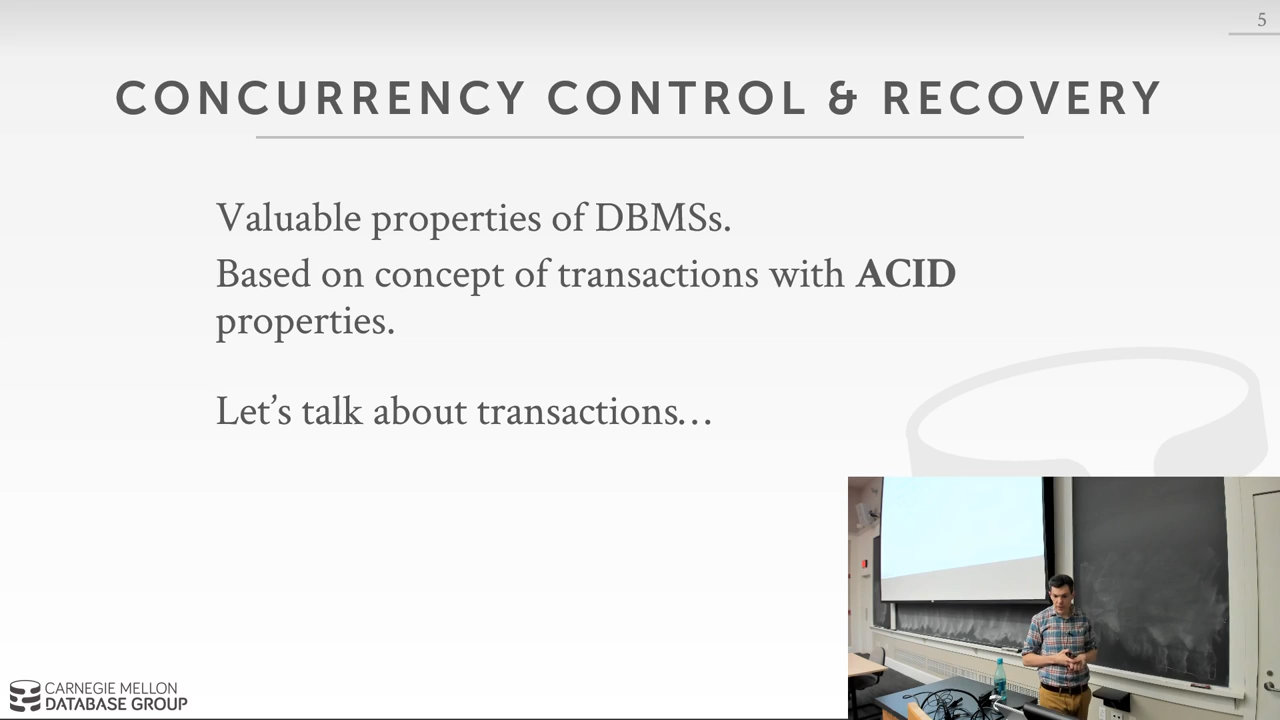 5
CONCURRENCY CONTROL & RECOVERY
Valuable properties of DBMSs.
Based on concept of transactions with ACID
properties.
Let’s talk about transactions…
CARNEGIE MELLON
DATABASE GROUP